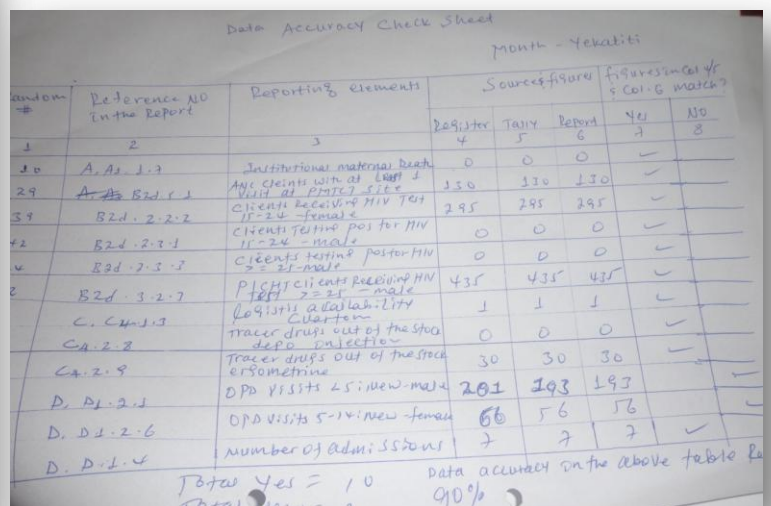 Data Accuracy Check Sheet
Month - Yekatiti
Random # Reference NO in the Report Reporting elements Sources figures figures in Col 4/5 & Col. 6 match?
Register Tally Report Yes NO
1 2 3 4 5 6 7 8
A. A1. 1.7 Institutional maternal Death 0 0 0 ✓
29 B2d.5.1 ANC Cleints with at least 1 visit at PMTCT site 130 130 130 ✓
B2d. 2.2.2 Clients Receiving HIV Test 15-24 - female 295 295 295 ✓
B2d. 2.3.1 Clients Testing pos for HIV 15-24 - male 0 0 0 ✓
B2d. 2.3.3 Clients testing pos for HIV >= 25 - male 0 0 0 ✓
B2d. 3.2.7 PICHT Clients Receiving HIV test >= 25 - male 435 435 435 ✓
C. C4.1.3 availability 1 1 1 ✓
C4.2.8 Tracer drugs out of the stock depo injection 0 0 0 ✓
C4.2.9 Tracer drugs out of the stock ergometrine 30 30 30 ✓
D. D1.2.1 OPD Visits <5: New - male 201 193 193 ✓
D. D1.2.6 OPD Visits 5-14: New - female 66 56 56 ✓
D. D.1.4 Number of admissions 7 7 7 ✓
Total Yes = 10 Data accuracy in the above table
90%